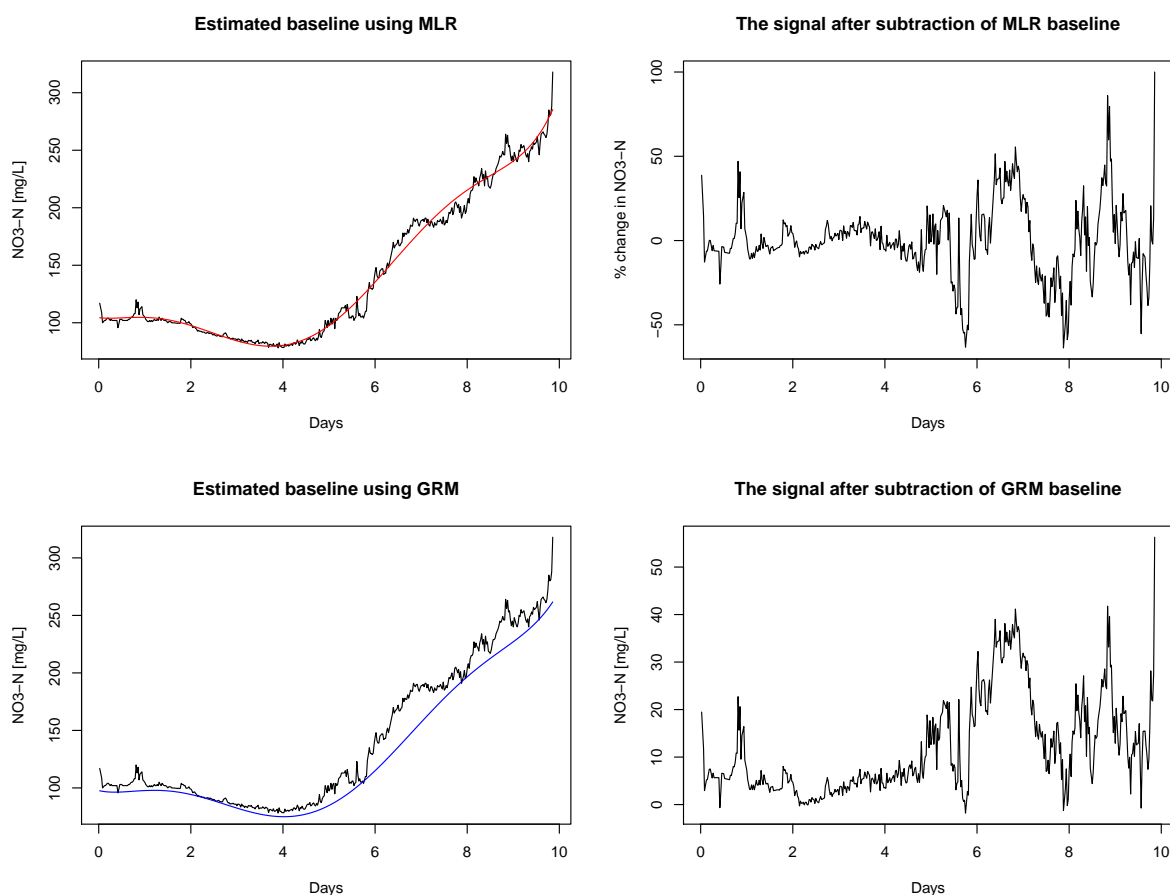 Estimated baseline using MLR
NO3−N [mg/L]
300
250
200
150
100
0 2 4 6 8 10
Days
The signal after subtraction of MLR baseline
% change in NO3−N
100
50
0
−50
0 2 4 6 8 10
Days
Estimated baseline using GRM
NO3−N [mg/L]
300
250
200
150
100
0 2 4 6 8 10
Days
The signal after subtraction of GRM baseline
NO3−N [mg/L]
50
40
30
20
10
0
0 2 4 6 8 10
Days